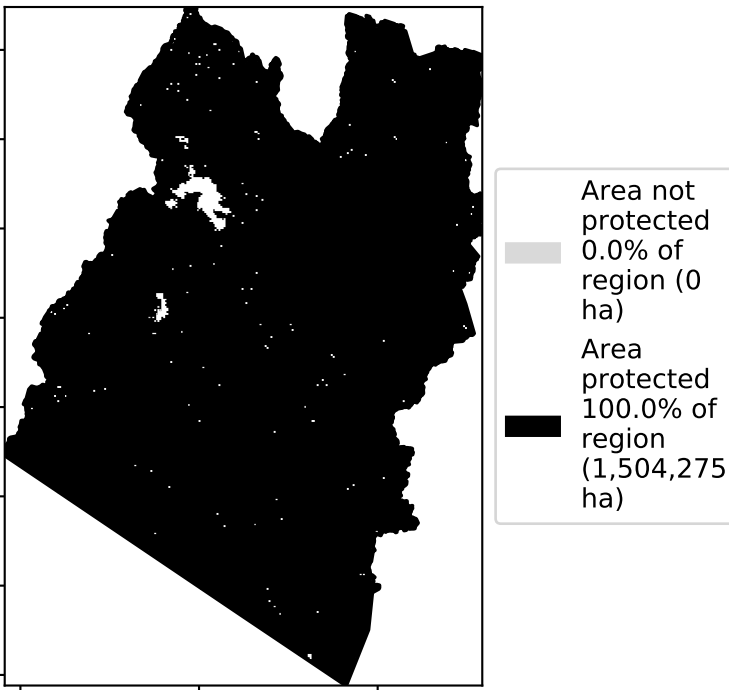 Area not
protected
0.0% of
region (0
ha)
Area
protected
100.0% of
region
(1,504,275
ha)